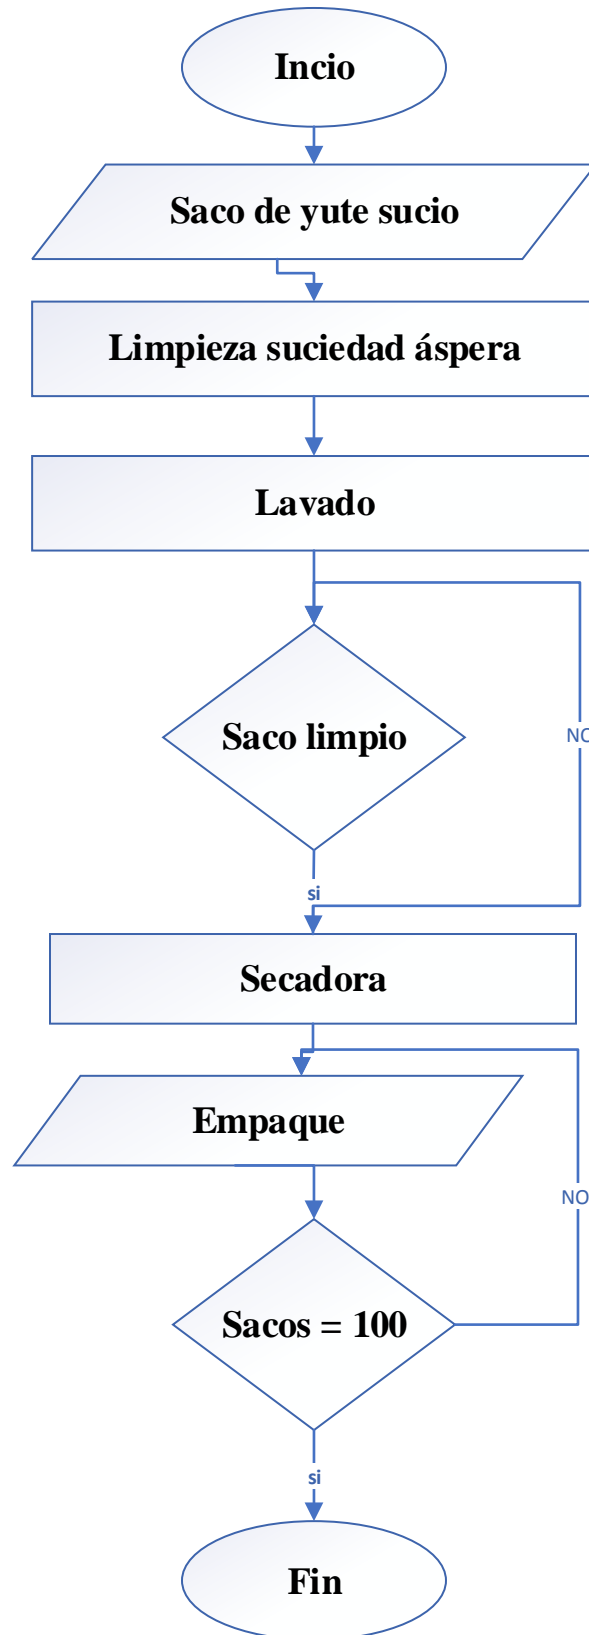 Incio
Saco de yute sucio
Limpieza suciedad áspera
Lavado
Saco limpio
NO
si
Secadora
Empaque
NO
Sacos = 100
si
Fin